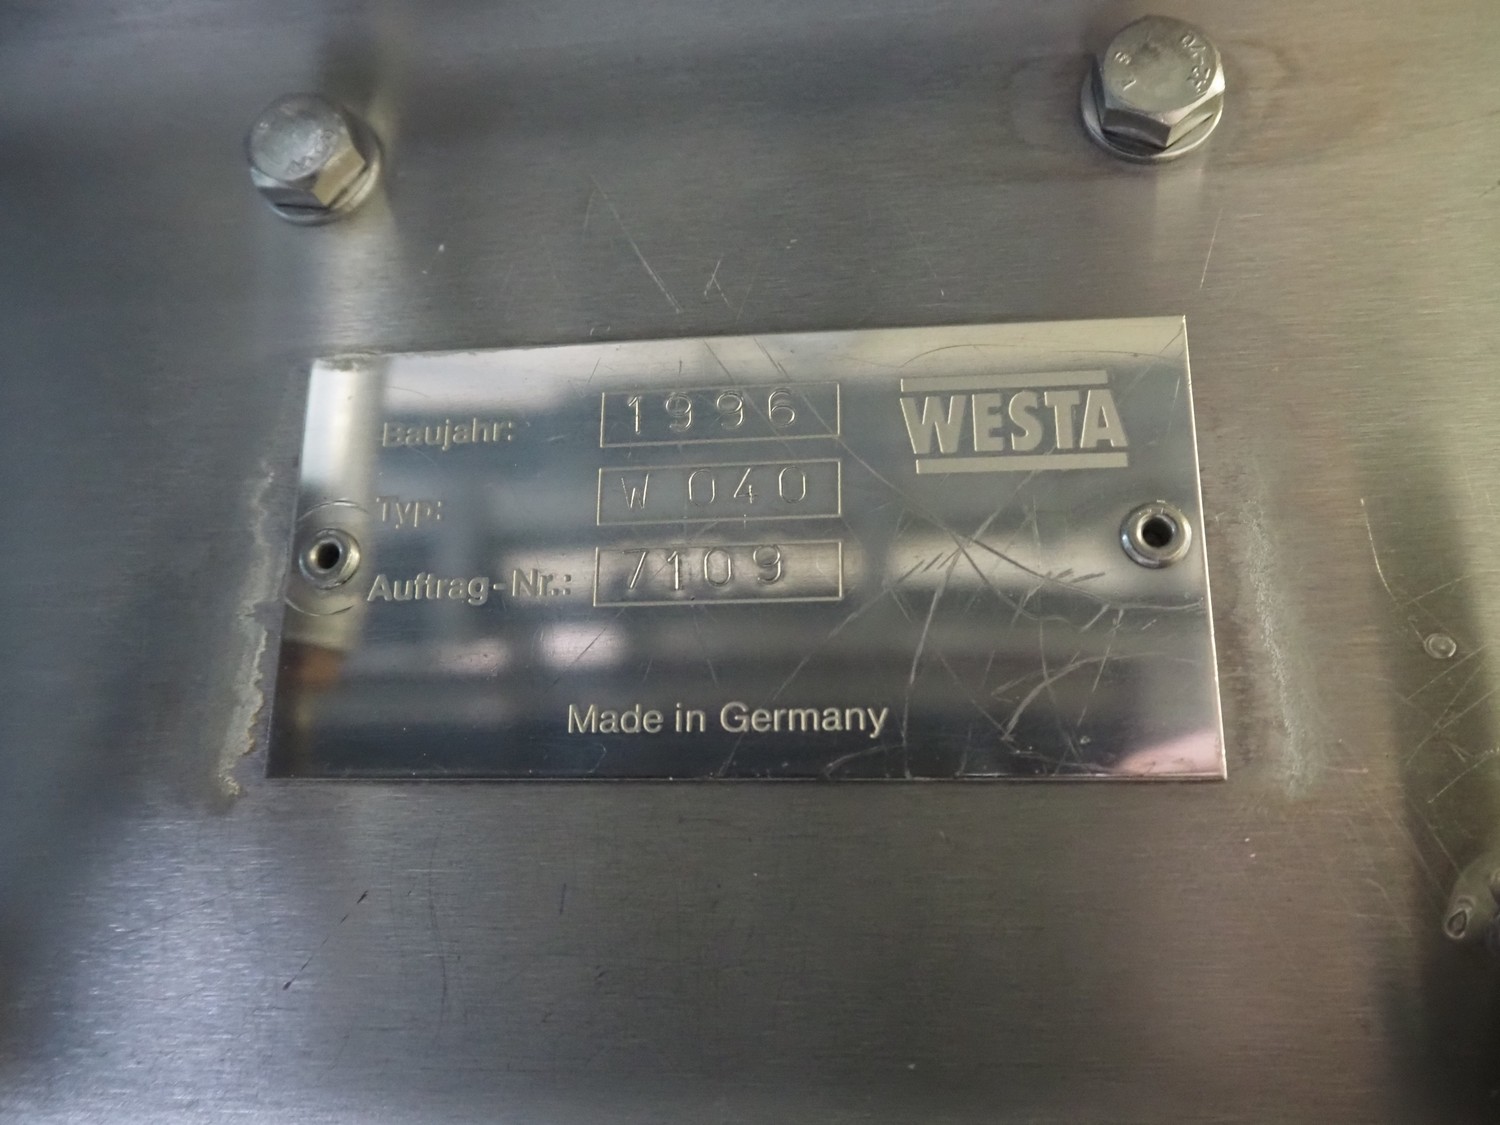 Baujahr: 1996
WESTA
Typ: W 040
Auftrag-Nr.: 7109
Made in Germany